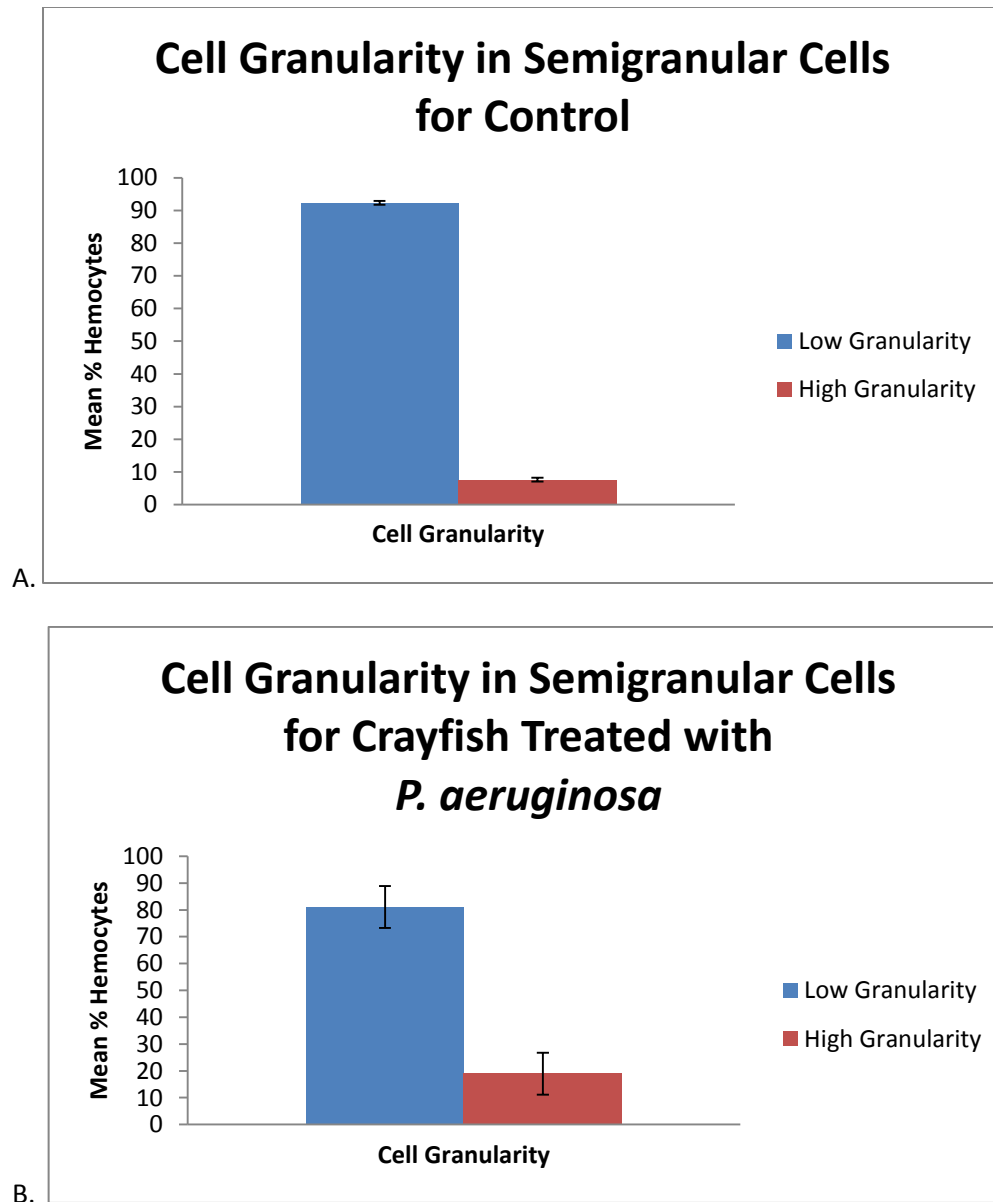 Cell Granularity in Semigranular Cells
for Control
100
90
80
70
60
50
40
30
20
10
0
Mean % Hemocytes
Cell Granularity
Low Granularity
High Granularity
A.
Cell Granularity in Semigranular Cells
for Crayfish Treated with
P. aeruginosa
100
90
80
70
60
50
40
30
20
10
0
Mean % Hemocytes
Cell Granularity
Low Granularity
High Granularity
B.